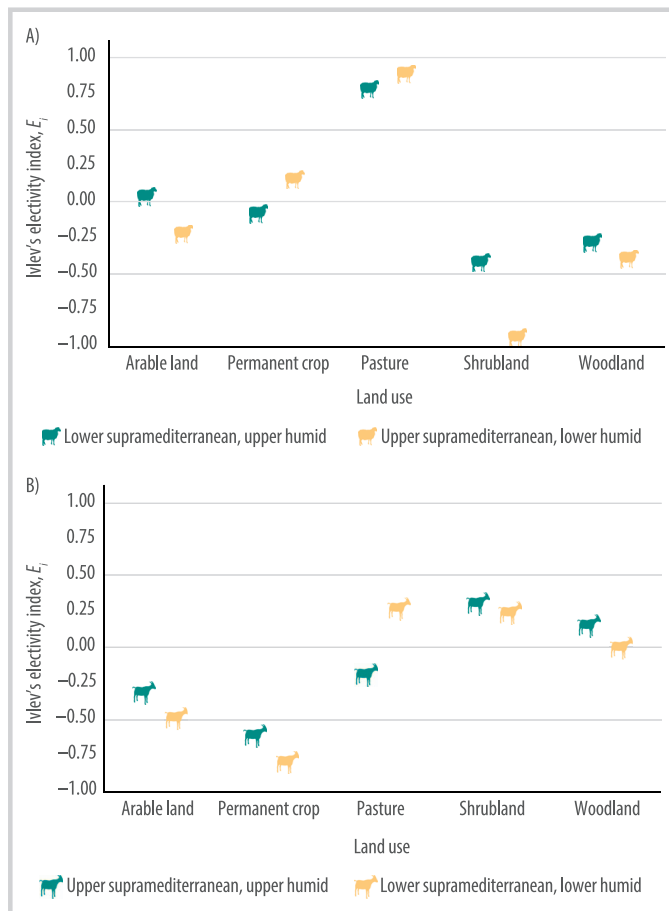 A)
Ivlev's electivity index, Ei
1.00
0.75
0.50
0.25
0.00
−0.25
−0.50
−0.75
−1.00
Arable land Permanent crop Pasture Shrubland Woodland
Land use
Lower supramediterranean, upper humid Upper supramediterranean, lower humid
B)
Ivlev's electivity index, Ei
1.00
0.75
0.50
0.25
0.00
−0.25
−0.50
−0.75
−1.00
Arable land Permanent crop Pasture Shrubland Woodland
Land use
Upper supramediterranean, upper humid Lower supramediterranean, lower humid